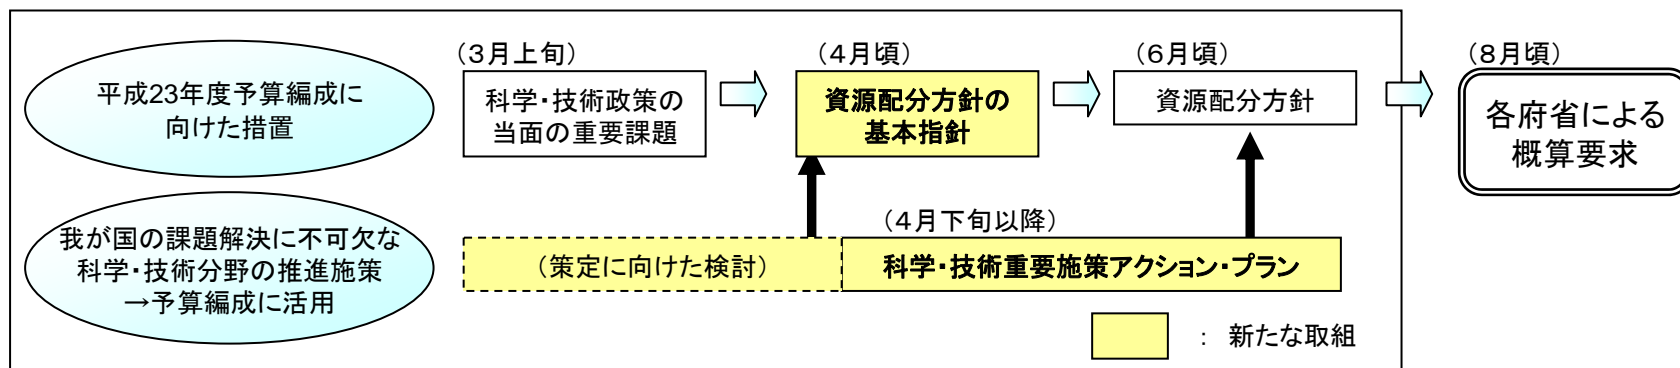 (3月上旬)
(4月頃)
(6月頃)
(8月頃)
平成23年度予算編成に
向けた措置
科学・技術政策の
当面の重要課題
資源配分方針の
基本指針
資源配分方針
各府省による
概算要求
我が国の課題解決に不可欠な
科学・技術分野の推進施策
→予算編成に活用
(4月下旬以降)
(策定に向けた検討)
科学・技術重要施策アクション・プラン
: 新たな取組